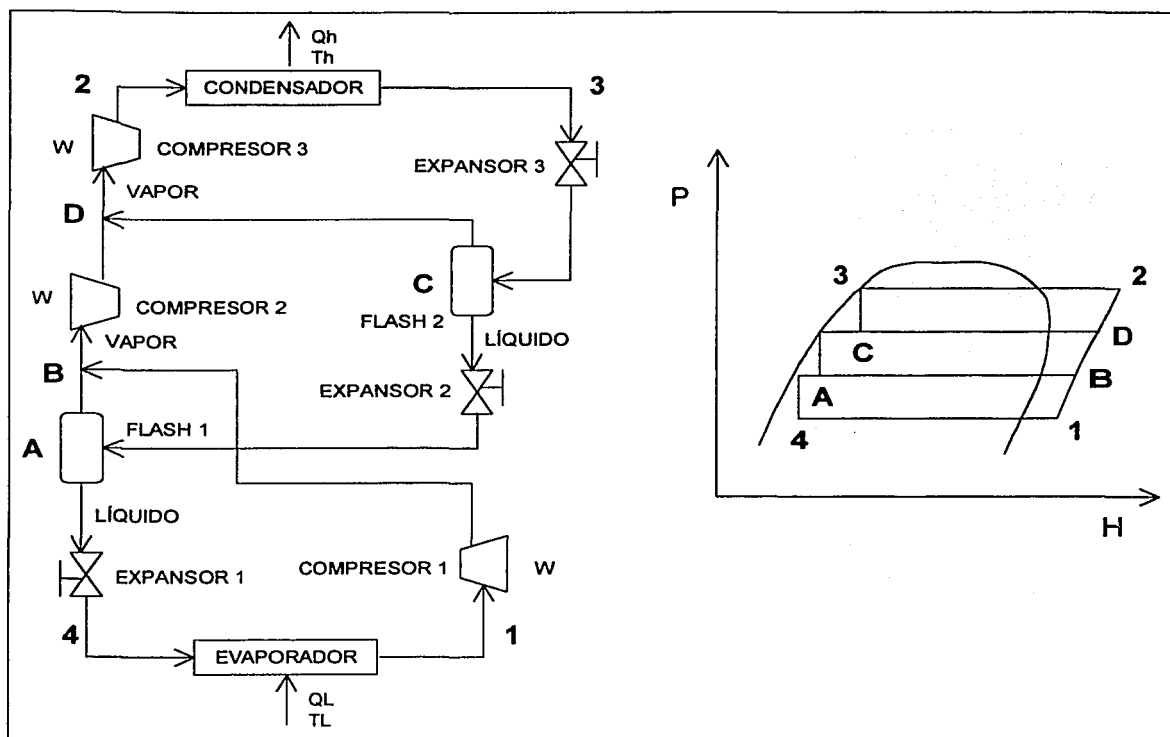 Qh
Th
2
CONDENSADOR
3
W
COMPRESOR 3
EXPANSOR 3
VAPOR
D
C
W
COMPRESOR 2
FLASH 2
VAPOR
LÍQUIDO
B
EXPANSOR 2
A
FLASH 1
LÍQUIDO
COMPRESOR 1
W
EXPANSOR 1
4
EVAPORADOR
1
QL
TL
P
3
2
C
D
A
B
4
1
H